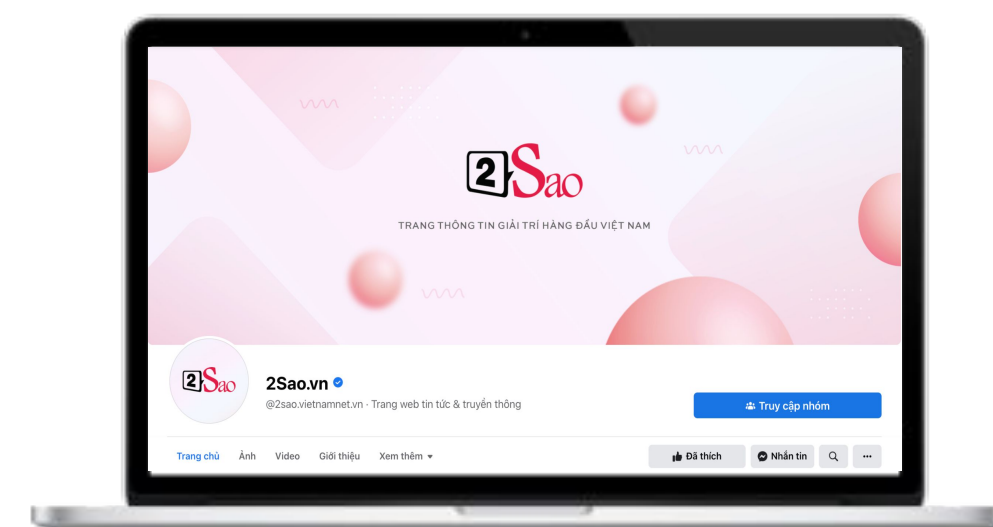 2Sao
TRANG THÔNG TIN GIẢI TRÍ HÀNG ĐẦU VIỆT NAM
2Sao
2Sao.vn
@2sao.vietnamnet.vn · Trang web tin tức & truyền thông
Truy cập nhóm
Trang chủ Ảnh Video Giới thiệu Xem thêm
Đã thích Nhắn tin ...